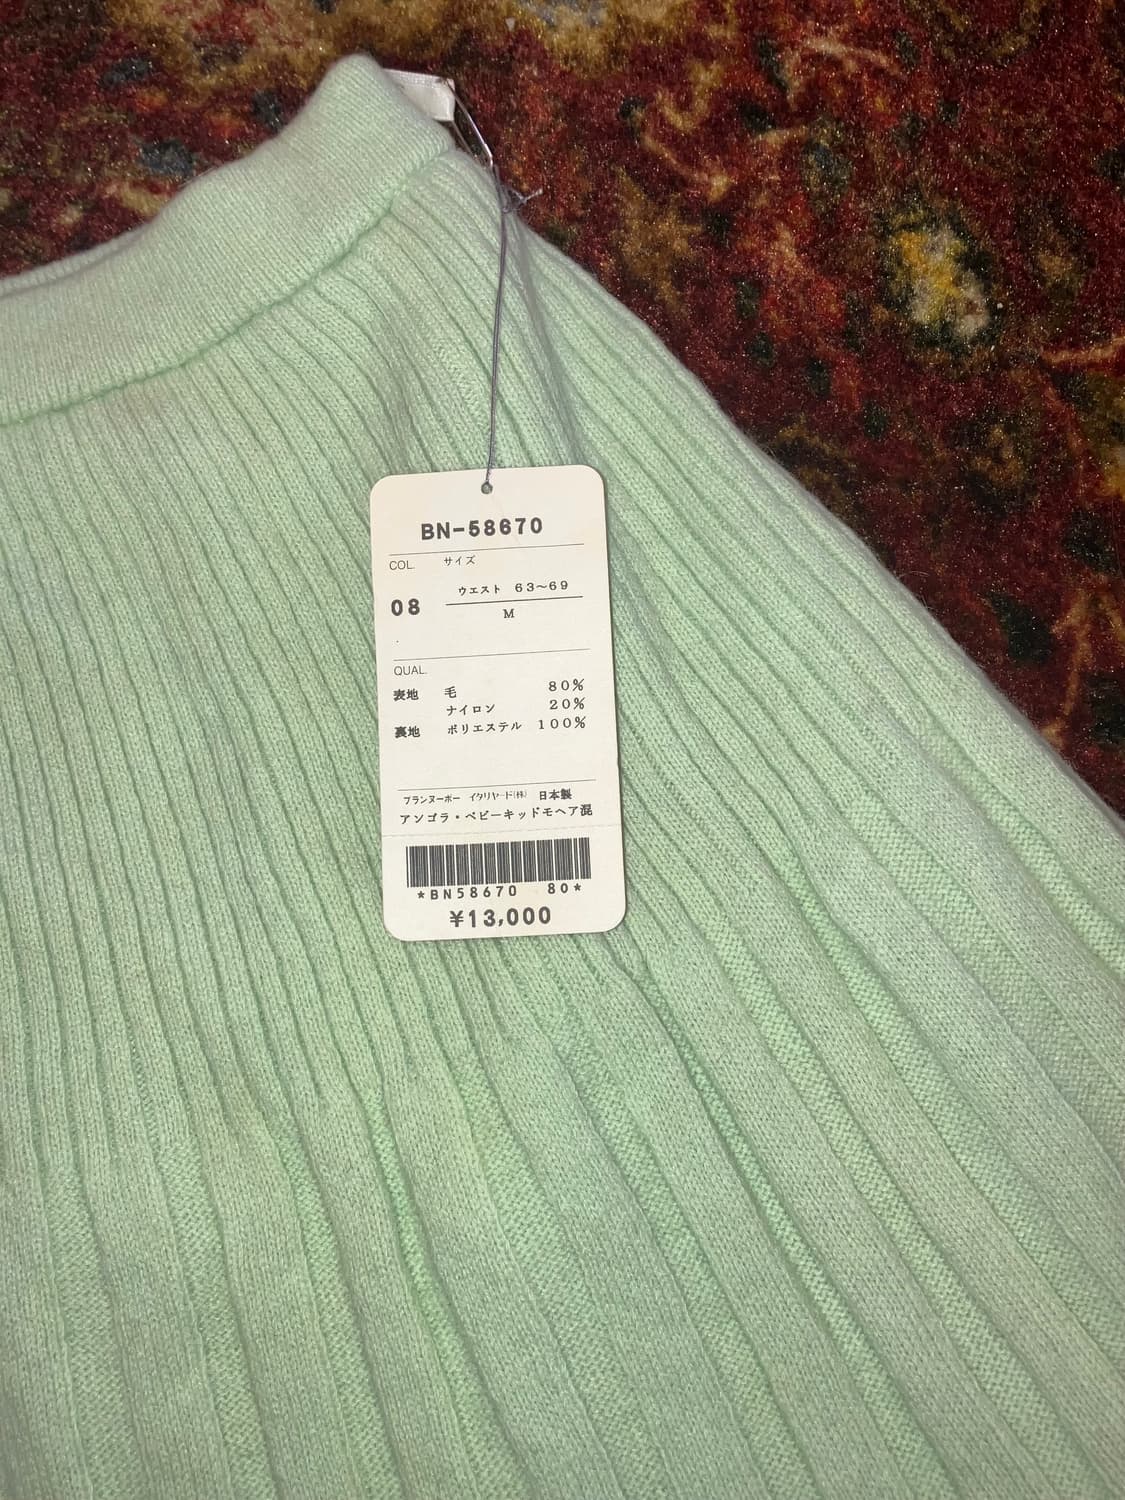 BN-58670
COL. サイズ
ウエスト 63～69
08
M
QUAL.
表地 毛 80%
ナイロン 20%
裏地 ポリエステル 100%
ブランヌーボー イクリヤード(株) 日本製
アンゴラ・ベビーキッドモヘア混
*BN58670 80*
¥13,000